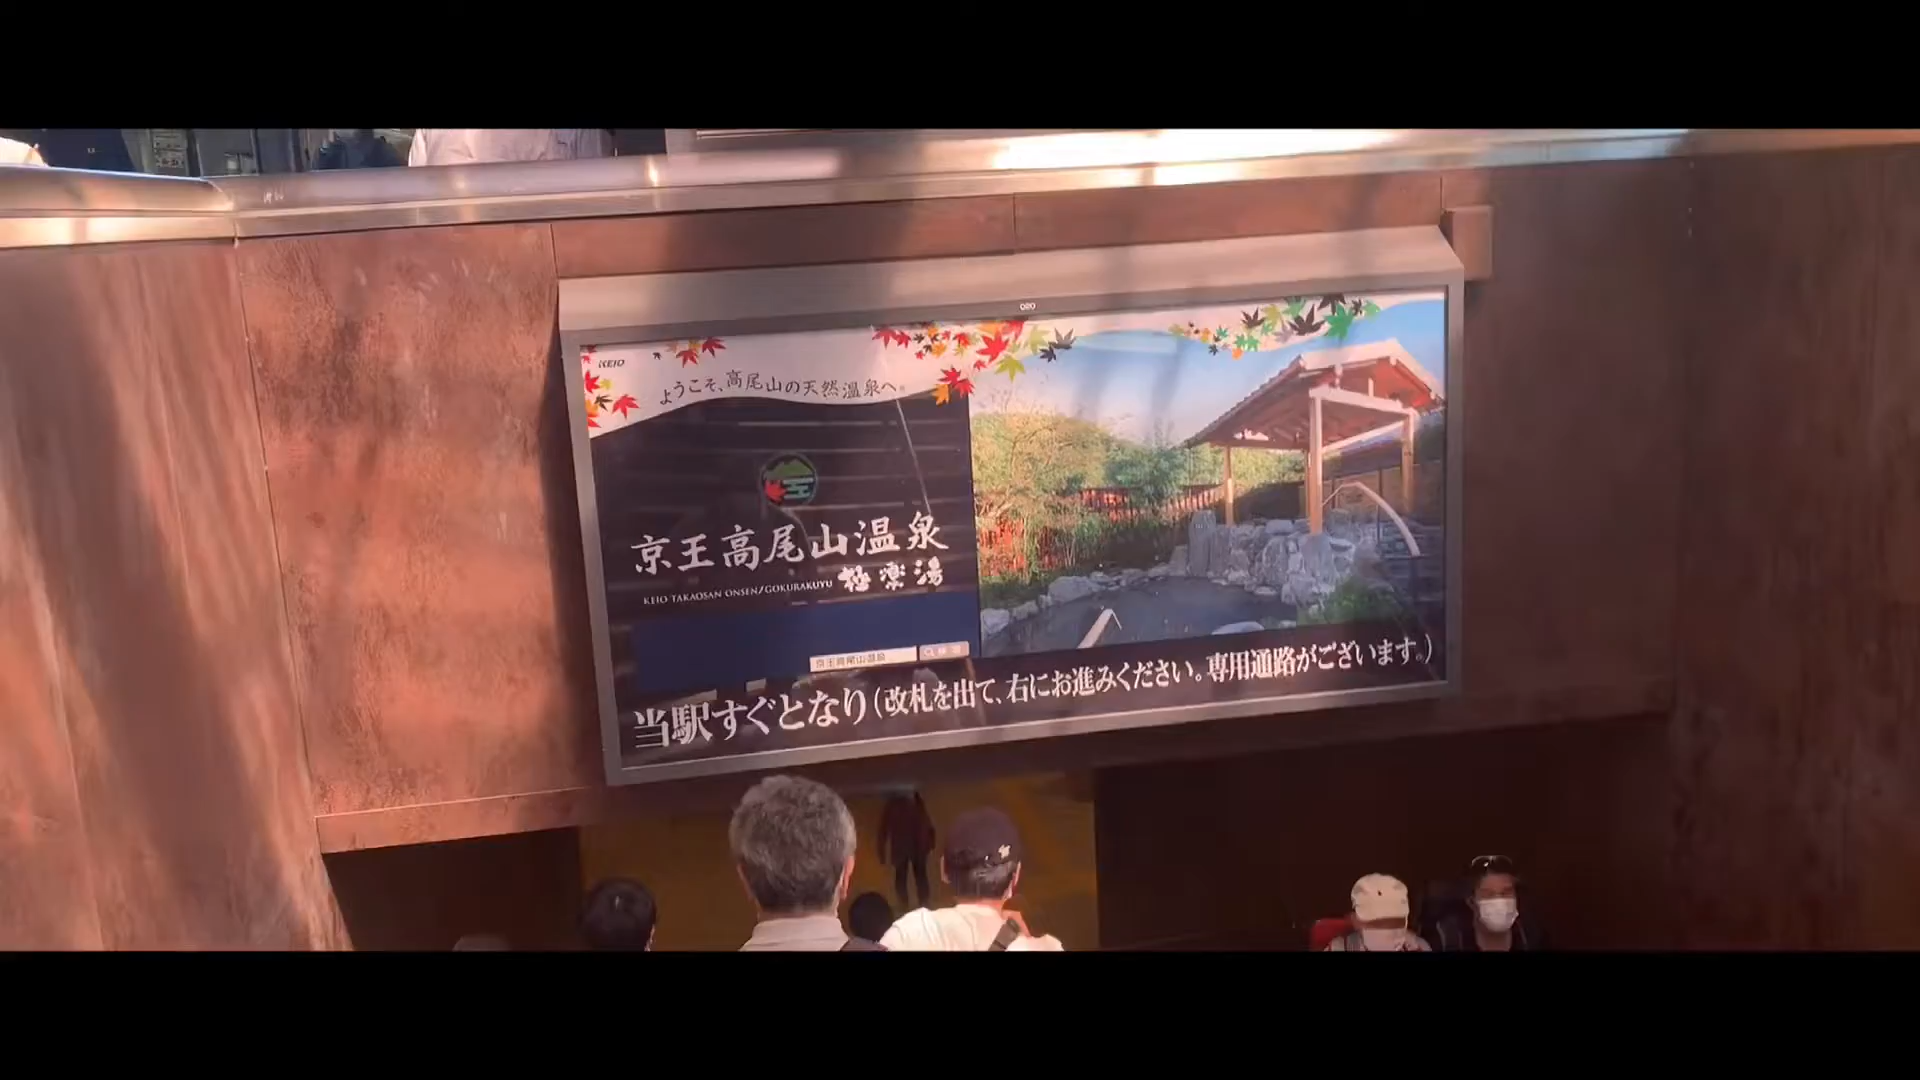 KEIO
ようこそ、高尾山の天然温泉へ。
京王高尾山温泉
KEIO TAKAOSAN ONSEN/GOKURAKUYU 極楽湯
京王高尾山温泉 検索
当駅すぐとなり(改札を出て、右にお進みください。専用通路がございます。)